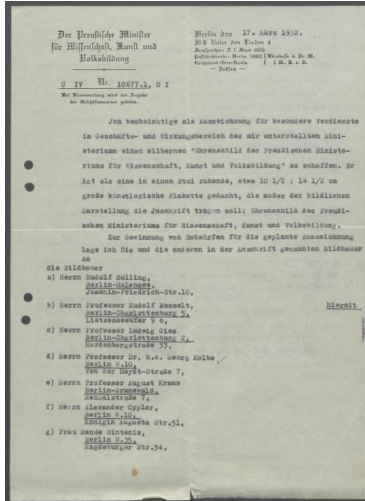 Der Preußische Minister
für Wissenschaft, Kunst und
Volksbildung
Berlin den 17. März 1932.
W 8 Unter den Linden 4
U IV Nr. 10677.1, U I
Bei Beantwortung wird um Angabe
der Geschäftsnummer gebeten.
Ich beabsichtige als Auszeichnung für besondere Verdienste
im Geschäfts- und Wirkungsbereich des mir unterstellten Mini-
steriums einen silbernen "Ehrenschild des Preußischen Ministe-
riums für Wissenschaft, Kunst und Volksbildung" zu schaffen. Er
ist als eine in einem Etui ruhende, etwa 10 1/2 : 14 1/2 cm
große künstlerische Plakette gedacht, die außer der bildlichen
Darstellung die Inschrift tragen soll: Ehrenschild des Preußi-
schen Ministeriums für Wissenschaft, Kunst und Volksbildung.
Zur Gewinnung von Entwürfen für die geplante Auszeichnung
lade ich Sie und die anderen in der Anschrift genannten Bildhauer
An
die Bildhauer
a) Herrn Rudolf Belling,
Berlin-Halensee,
Joachim-Friedrich-Str.10,
b) Herrn Professor Rudolf Bosselt,
hiermit
Berlin-Charlottenburg 5,
Lietzenseeufer 9 c,
c) Herrn Professor Ludwig Gies
Berlin-Charlottenburg 2,
Hardenbergstraße 33,
d) Herrn Professor Dr. h.c. Georg Kolbe
Berlin W.10,
Von der Heydt-Straße 7,
e) Herrn Professor August Kraus
Berlin-Grunewald,
straße 7,
f) Herrn Alexander Oppler,
Berlin W.10,
Königin Augusta Str.51,
g) Frau Renée Sintenis,
Berlin W.35,
Magdeburger Str.34.